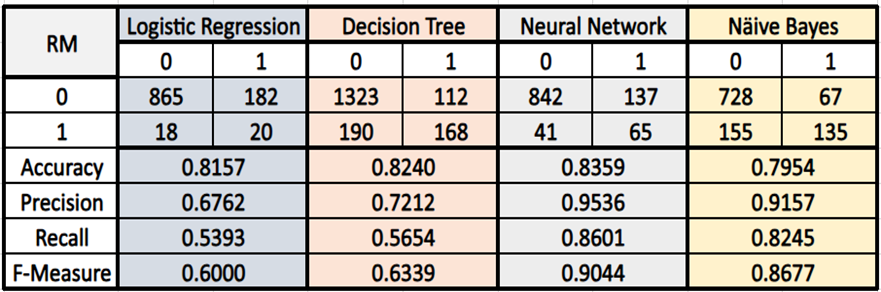 RM Logistic Regression Decision Tree Neural Network Näive Bayes
0 1 0 1 0 1 0 1
0 865 182 1323 112 842 137 728 67
1 18 20 190 168 41 65 155 135
Accuracy 0.8157 0.8240 0.8359 0.7954
Precision 0.6762 0.7212 0.9536 0.9157
Recall 0.5393 0.5654 0.8601 0.8245
F-Measure 0.6000 0.6339 0.9044 0.8677